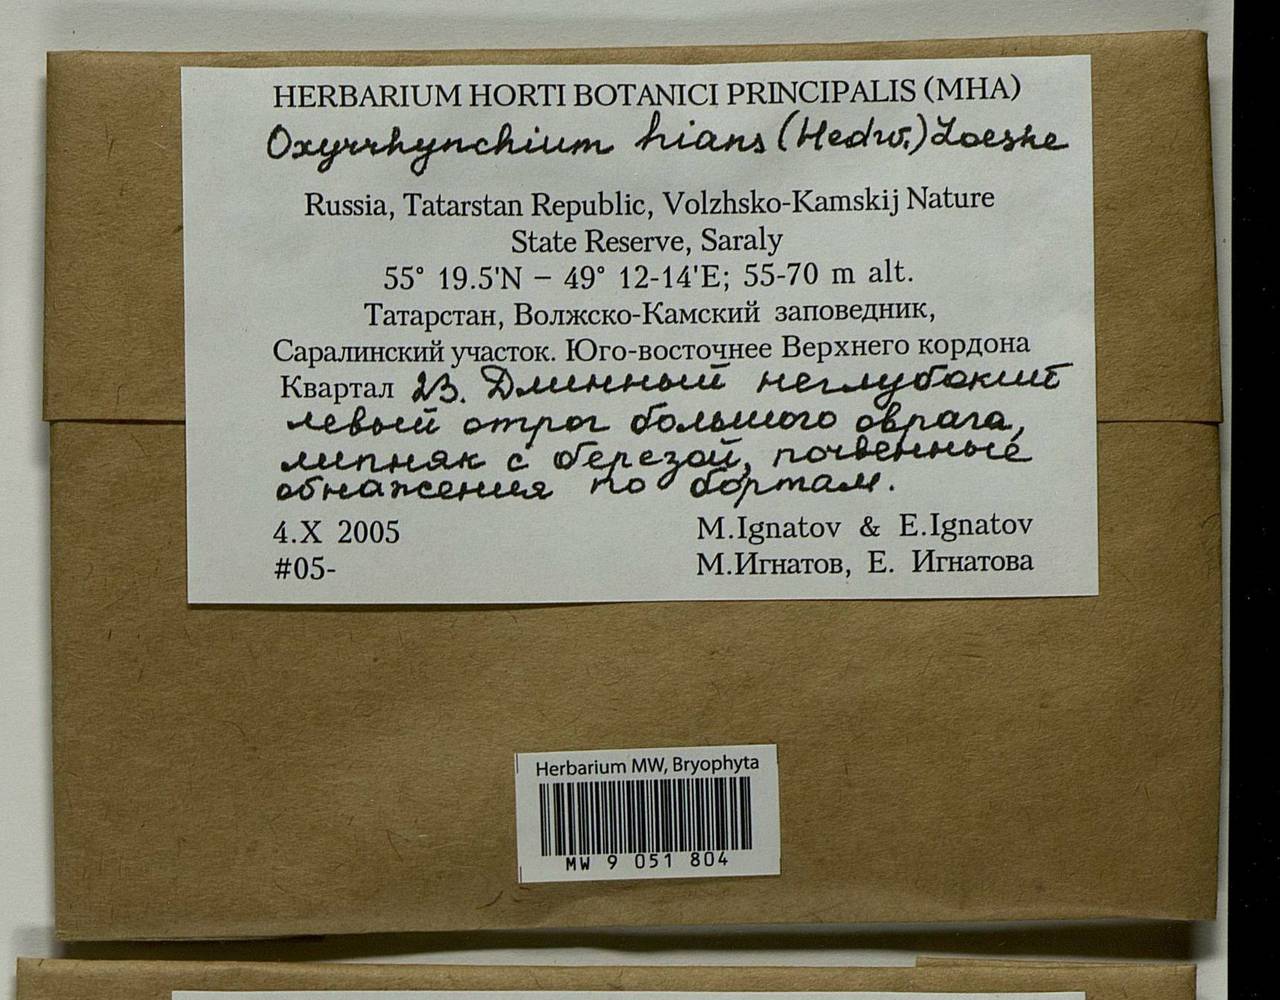 HERBARIUM HORTI BOTANICI PRINCIPALIS (MHA)
Oxyrrhynchium hians (Hedw.) Loeske
Russia, Tatarstan Republic, Volzhsko-Kamskij Nature
State Reserve, Saraly
55° 19.5'N – 49° 12-14'E; 55-70 m alt.
Татарстан, Волжско-Камский заповедник,
Саралинский участок. Юго-восточнее Верхнего кордона
Квартал 23. Длинный неглубокий
левый отрог большого оврага,
липняк с березой, почвенные
обнажения по бортам.
4.X 2005 M.Ignatov & E.Ignatov
#05- М.Игнатов, Е. Игнатова
Herbarium MW, Bryophyta
MW 9 051 804